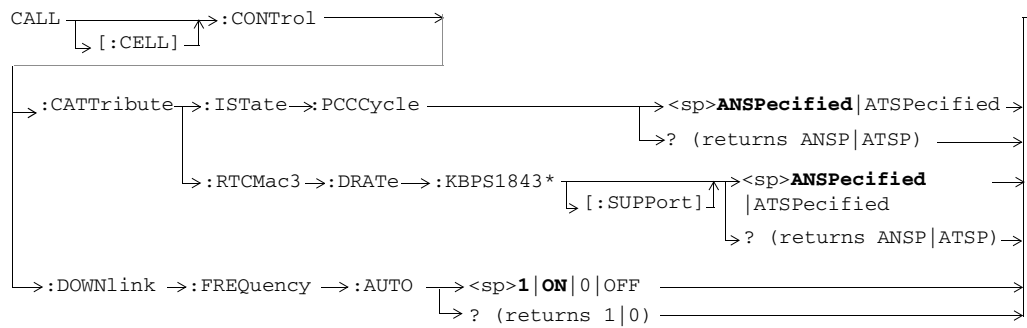 CALL :CONTrol
[:CELL]
:CATTribute :ISTate :PCCCycle <sp>ANSPecified|ATSPecified
? (returns ANSP|ATSP)
:RTCMac3 :DRATe :KBPS1843* <sp>ANSPecified
[:SUPPort] |ATSPecified
? (returns ANSP|ATSP)
:DOWNlink :FREQuency :AUTO <sp>1|ON|0|OFF
? (returns 1|0)